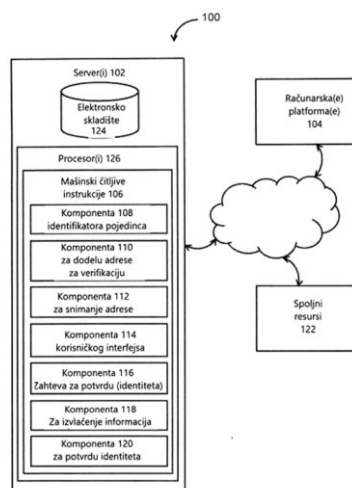 100
Server(i) 102
Elektronsko
skladište
124
Procesor(i) 126
Mašinski čitljive
instrukcije 106
Komponenta 108
identifikatora pojedinca
Komponenta 110
za dodelu adrese
za verifikaciju
Komponenta 112
za snimanje adrese
Komponenta 114
korisničkog interfejsa
Komponenta 116
Zahteva za potvrdu (identiteta)
Komponenta 118
Za izvlačenje informacija
Komponenta 120
za potvrdu identiteta
Računarska(e)
platforma(e)
104
Spoljni
resursi
122